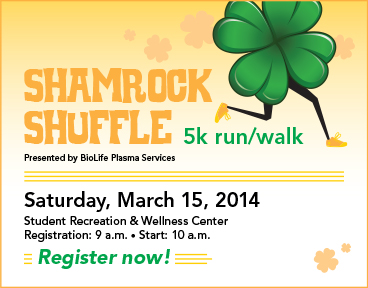 SHAMROCK
SHUFFLE 5k run/walk
Presented by BioLife Plasma Services
Saturday, March 15, 2014
Student Recreation & Wellness Center
Registration: 9 a.m. • Start: 10 a.m.
Register now!